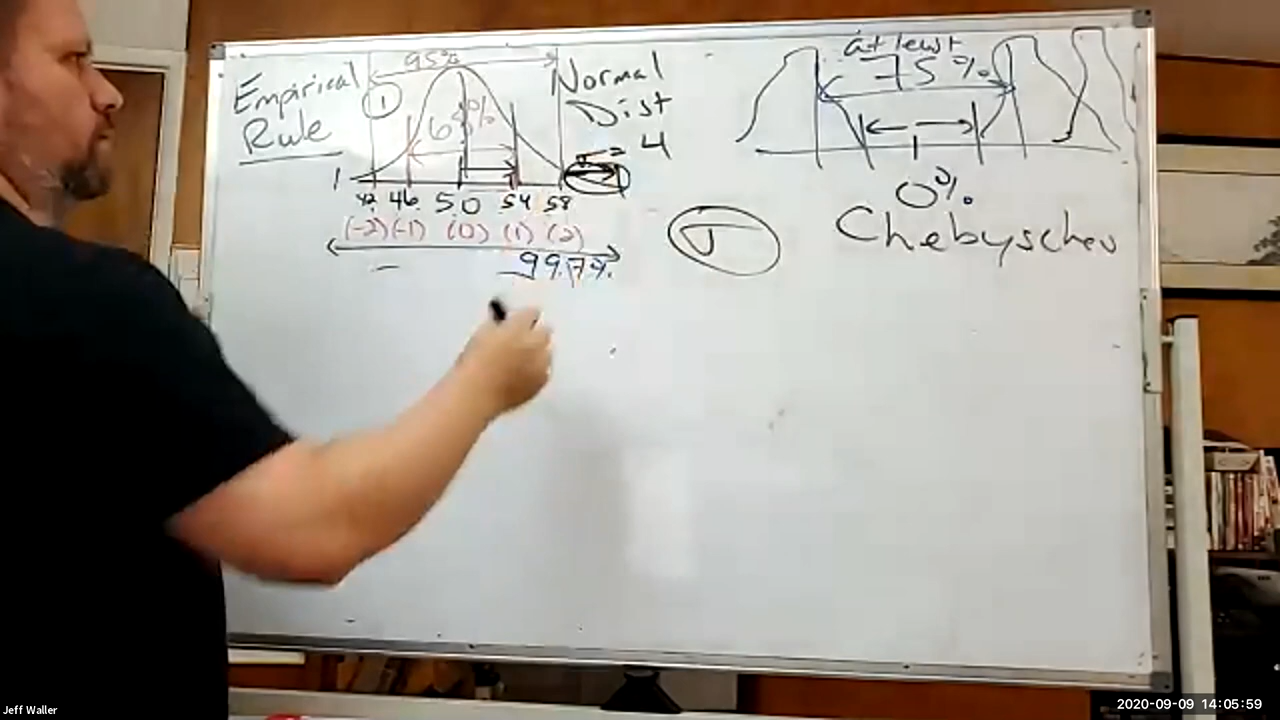 Empirical
Rule
1
95%
68%
Normal
Dist
= 4
42 46 50 54 58
(-2) (-1) (0) (1) (2)
99.7%
at least
75%
0%
Chebyschev
Jeff Waller
2020-09-09 14:05:59